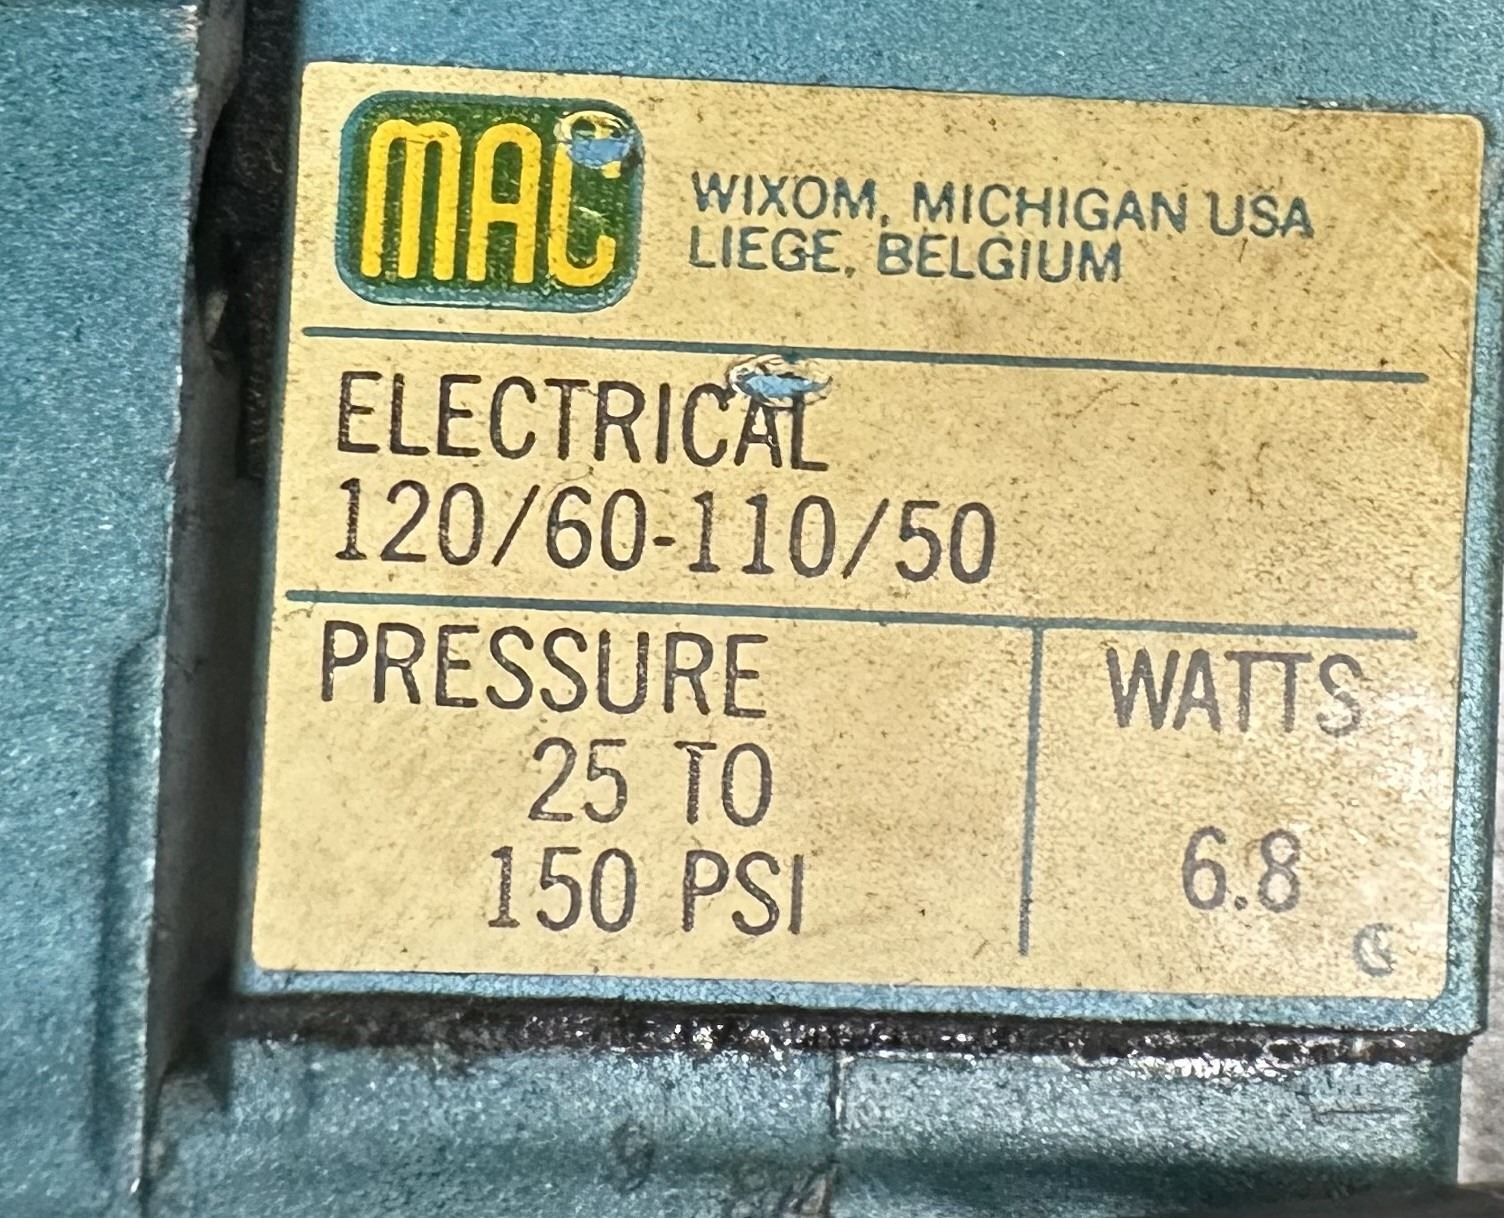 MAC
WIXOM, MICHIGAN USA
LIEGE, BELGIUM
ELECTRICAL
120/60-110/50
PRESSURE
25 TO
150 PSI
WATTS
6.8
G